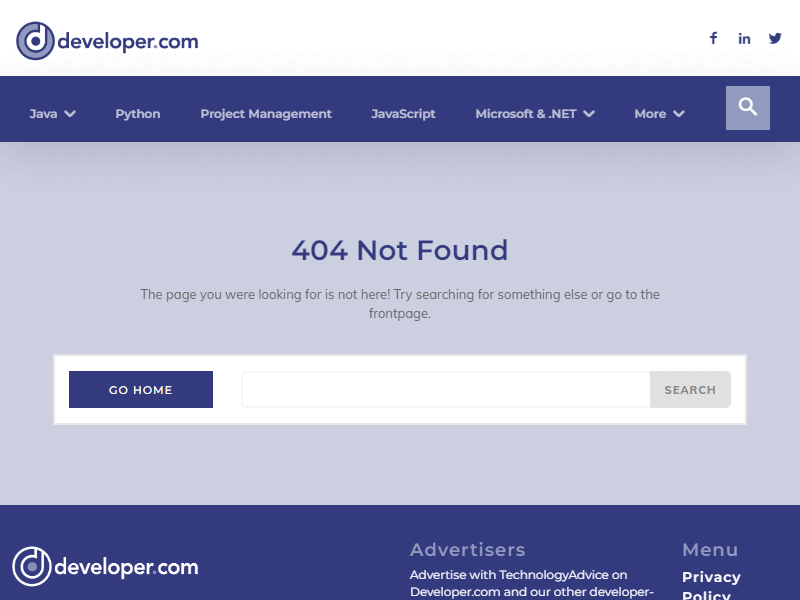 developer.com
Java
Python
Project Management
JavaScript
Microsoft & .NET
More
404 Not Found
The page you were looking for is not here! Try searching for something else or go to the
frontpage.
GO HOME
SEARCH
developer.com
Advertisers
Advertise with TechnologyAdvice on
Developer.com and our other developer-
Menu
Privacy
Policy